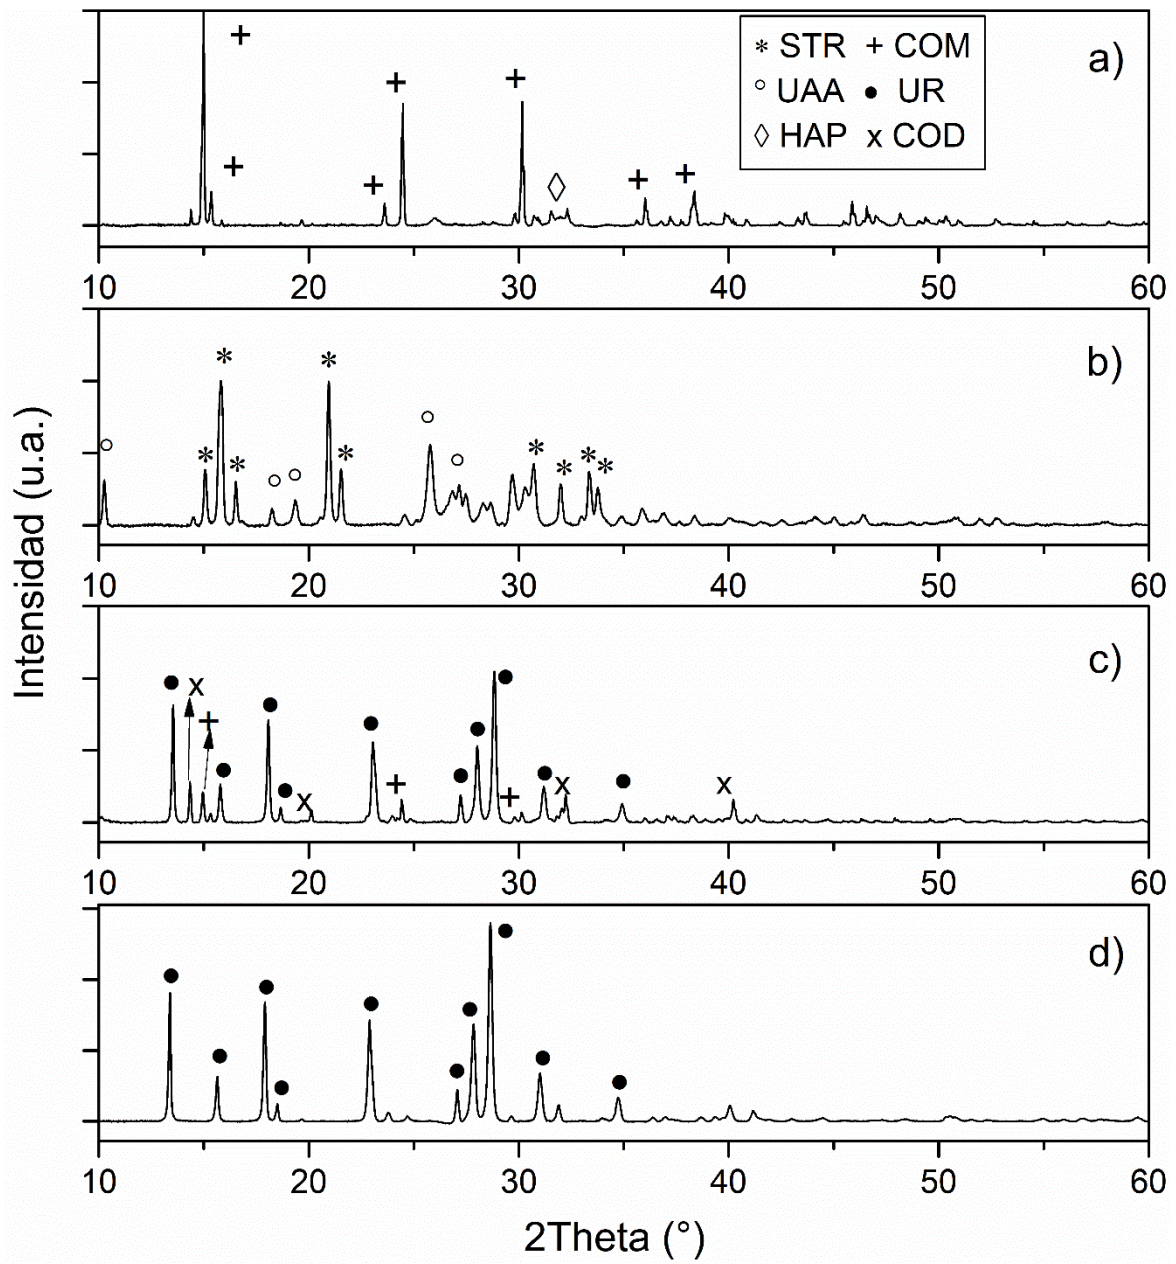 * STR + COM
○ UAA ● UR
◇ HAP x COD
a)
10 20 30 40 50 60
b)
10 20 30 40 50 60
c)
x
x x x
10 20 30 40 50 60
d)
10 20 30 40 50 60
Intensidad (u.a.)
2Theta (°)